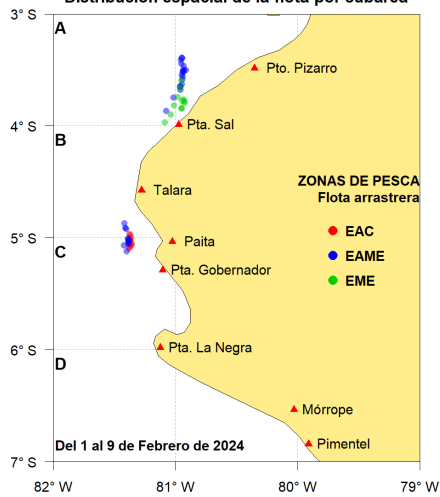 Distribución espacial de la flota por subárea
3° S
A
Pto. Pizarro
4° S
Pta. Sal
B
ZONAS DE PESCA
Talara
Flota arrastrera
EAC
5° S
Paita
C
EAME
Pta. Gobernador
EME
6° S
Pta. La Negra
D
Mórrope
Del 1 al 9 de Febrero de 2024
Pimentel
7° S
82° W
81° W
80° W
79° W